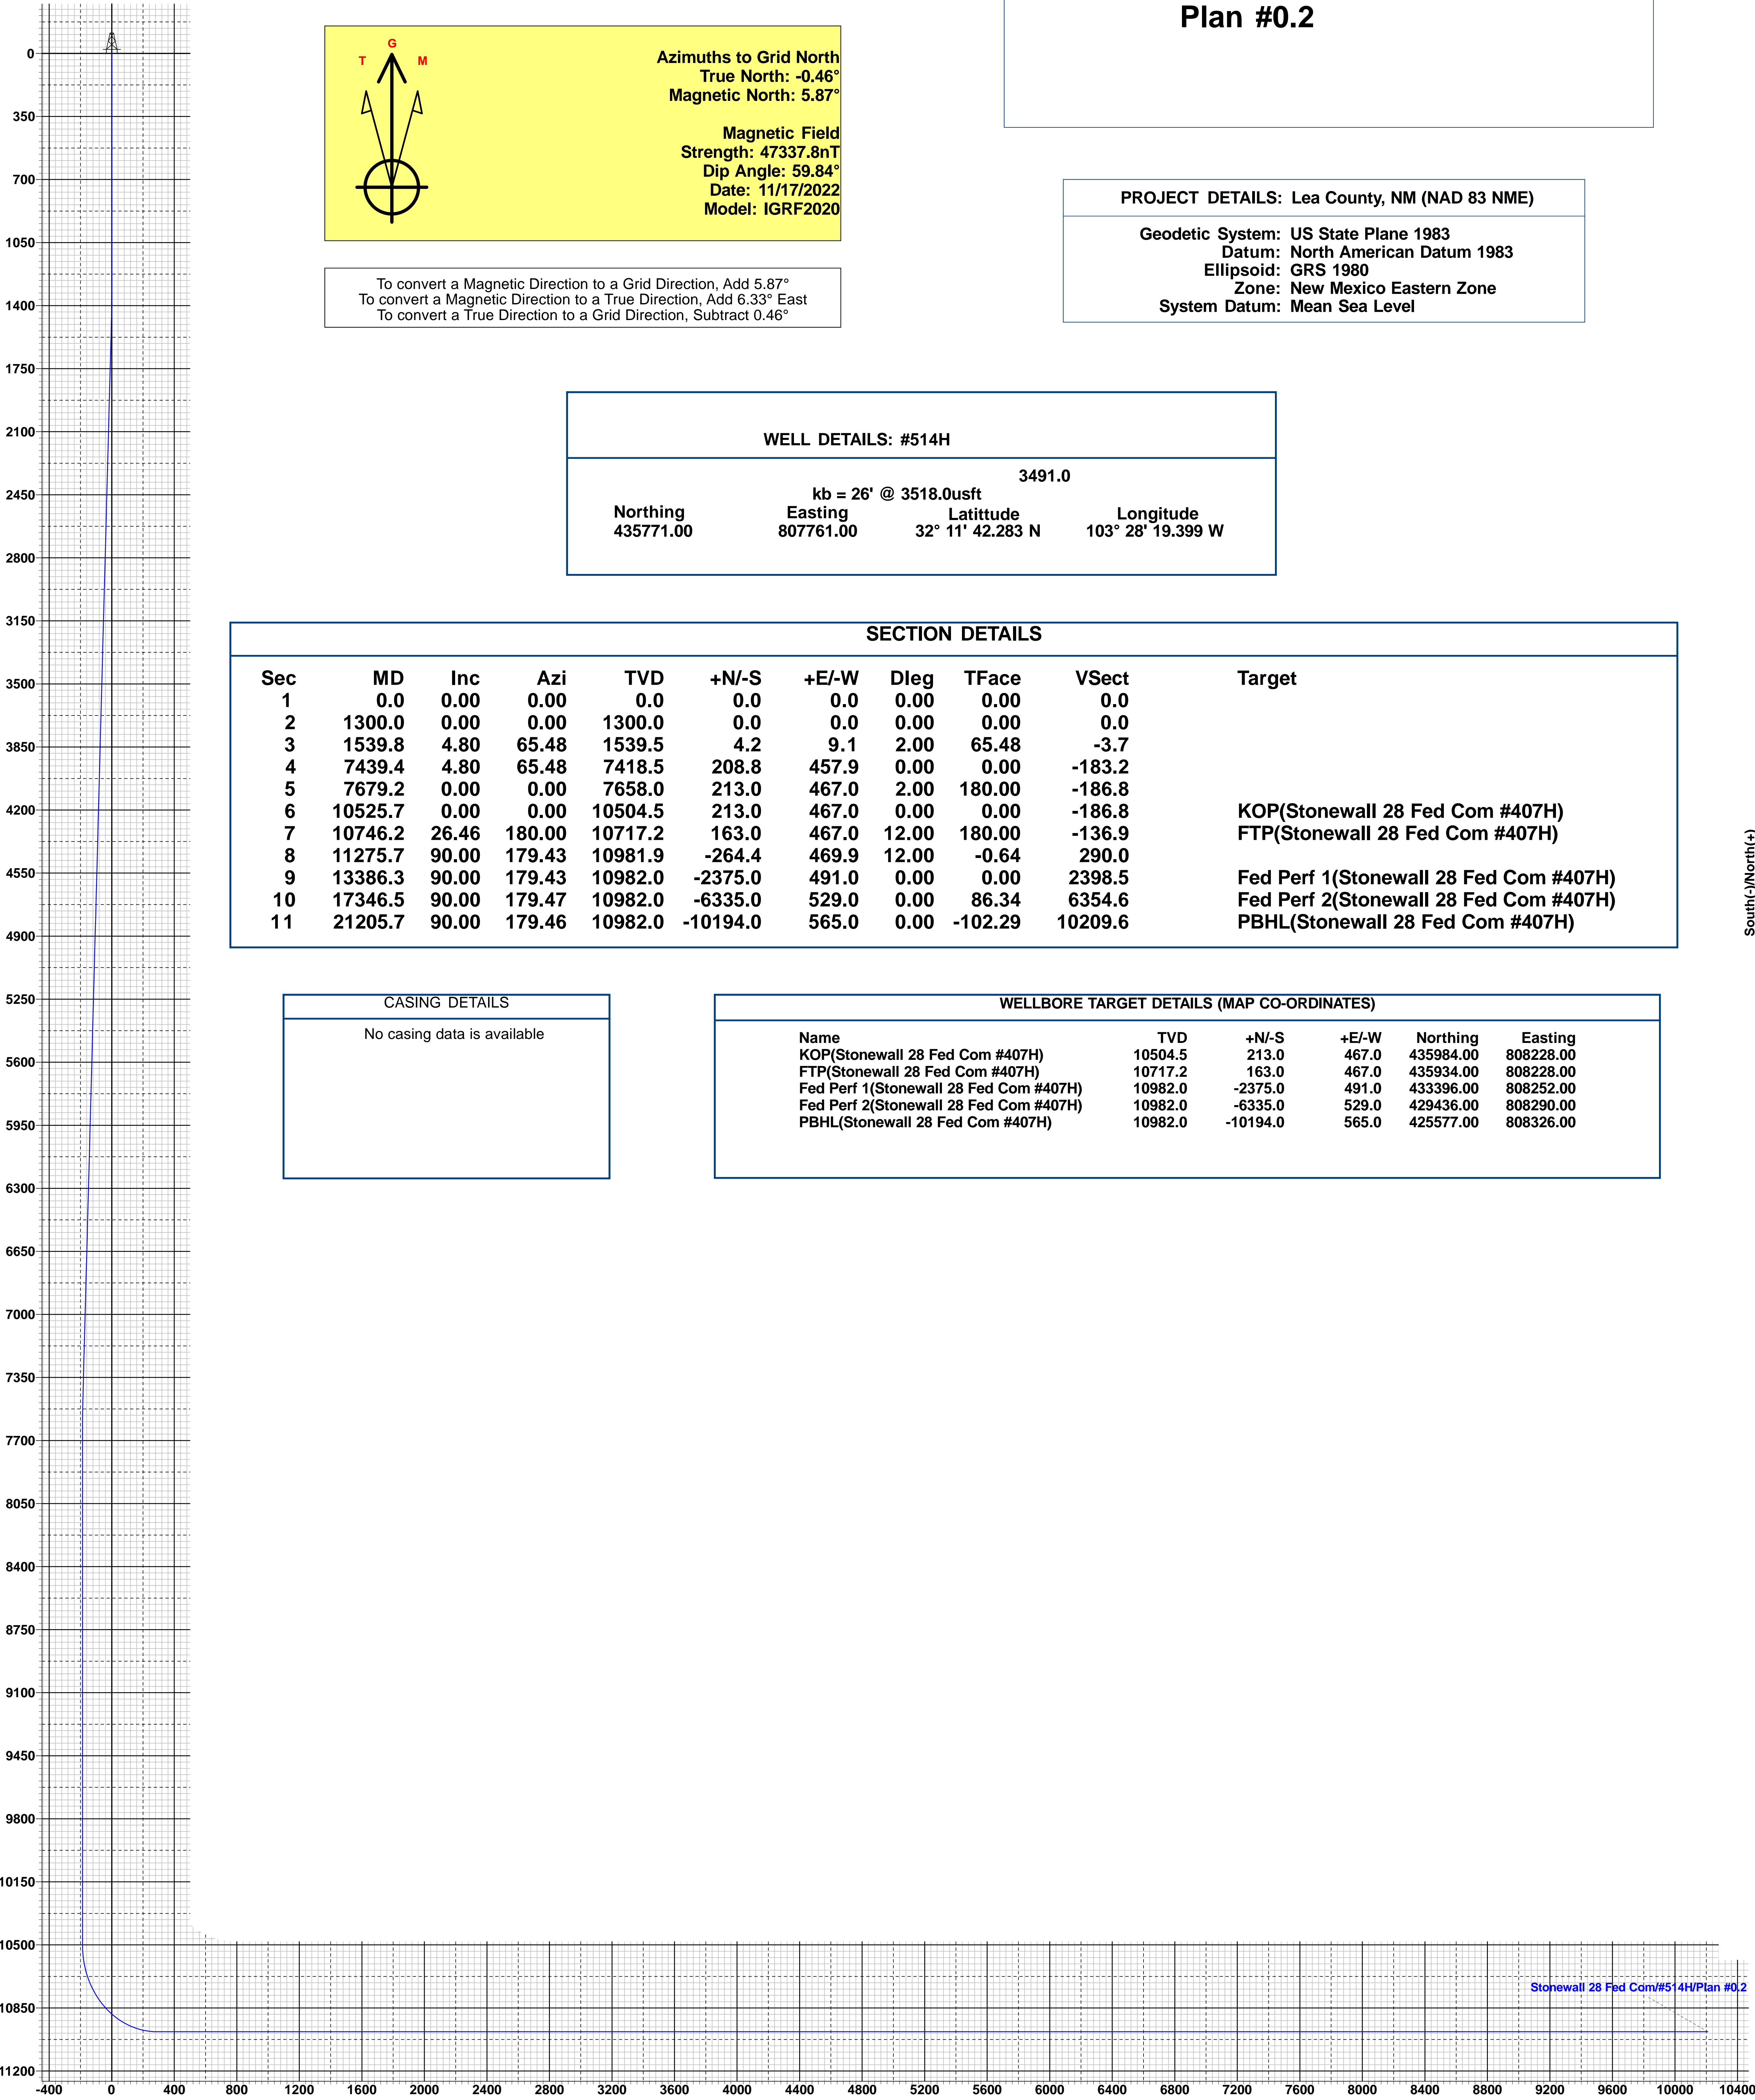 Plan #0.2
G
T M
Azimuths to Grid North
True North: -0.46°
Magnetic North: 5.87°
Magnetic Field
Strength: 47337.8nT
Dip Angle: 59.84°
Date: 11/17/2022
Model: IGRF2020
To convert a Magnetic Direction to a Grid Direction, Add 5.87°
To convert a Magnetic Direction to a True Direction, Add 6.33° East
To convert a True Direction to a Grid Direction, Subtract 0.46°
PROJECT DETAILS: Lea County, NM (NAD 83 NME)
Geodetic System: US State Plane 1983
Datum: North American Datum 1983
Ellipsoid: GRS 1980
Zone: New Mexico Eastern Zone
System Datum: Mean Sea Level
WELL DETAILS: #514H
3491.0
kb = 26' @ 3518.0usft
Northing Easting Latittude Longitude
435771.00 807761.00 32° 11' 42.283 N 103° 28' 19.399 W
SECTION DETAILS
Sec MD Inc Azi TVD +N/-S +E/-W Dleg TFace VSect Target
1 0.0 0.00 0.00 0.0 0.0 0.0 0.00 0.00 0.0
2 1300.0 0.00 0.00 1300.0 0.0 0.0 0.00 0.00 0.0
3 1539.8 4.80 65.48 1539.5 4.2 9.1 2.00 65.48 -3.7
4 7439.4 4.80 65.48 7418.5 208.8 457.9 0.00 0.00 -183.2
5 7679.2 0.00 0.00 7658.0 213.0 467.0 2.00 180.00 -186.8
6 10525.7 0.00 0.00 10504.5 213.0 467.0 0.00 0.00 -186.8 KOP(Stonewall 28 Fed Com #407H)
7 10746.2 26.46 180.00 10717.2 163.0 467.0 12.00 180.00 -136.9 FTP(Stonewall 28 Fed Com #407H)
8 11275.7 90.00 179.43 10981.9 -264.4 469.9 12.00 -0.64 290.0
9 13386.3 90.00 179.43 10982.0 -2375.0 491.0 0.00 0.00 2398.5 Fed Perf 1(Stonewall 28 Fed Com #407H)
10 17346.5 90.00 179.47 10982.0 -6335.0 529.0 0.00 86.34 6354.6 Fed Perf 2(Stonewall 28 Fed Com #407H)
11 21205.7 90.00 179.46 10982.0 -10194.0 565.0 0.00 -102.29 10209.6 PBHL(Stonewall 28 Fed Com #407H)
South(-)/North(+)
CASING DETAILS
No casing data is available
WELLBORE TARGET DETAILS (MAP CO-ORDINATES)
Name TVD +N/-S +E/-W Northing Easting
KOP(Stonewall 28 Fed Com #407H) 10504.5 213.0 467.0 435984.00 808228.00
FTP(Stonewall 28 Fed Com #407H) 10717.2 163.0 467.0 435934.00 808228.00
Fed Perf 1(Stonewall 28 Fed Com #407H) 10982.0 -2375.0 491.0 433396.00 808252.00
Fed Perf 2(Stonewall 28 Fed Com #407H) 10982.0 -6335.0 529.0 429436.00 808290.00
PBHL(Stonewall 28 Fed Com #407H) 10982.0 -10194.0 565.0 425577.00 808326.00
0
350
700
1050
1400
1750
2100
2450
2800
3150
3500
3850
4200
4550
4900
5250
5600
5950
6300
6650
7000
7350
7700
8050
8400
8750
9100
9450
9800
10150
10500
10850
11200
Stonewall 28 Fed Com/#514H/Plan #0.2
-400 0 400 800 1200 1600 2000 2400 2800 3200 3600 4000 4400 4800 5200 5600 6000 6400 6800 7200 7600 8000 8400 8800 9200 9600 10000 10400